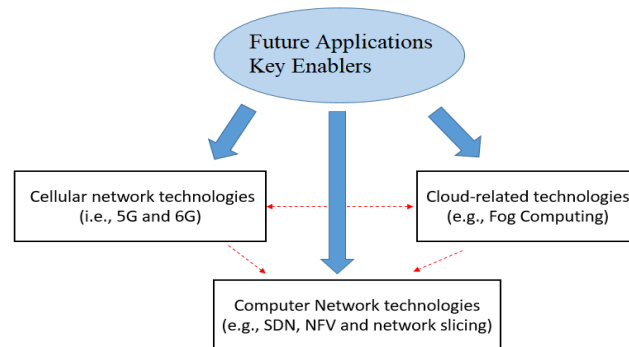 Future Applications
Key Enablers
Cellular network technologies
(i.e., 5G and 6G)
Cloud-related technologies
(e.g., Fog Computing)
Computer Network technologies
(e.g., SDN, NFV and network slicing)